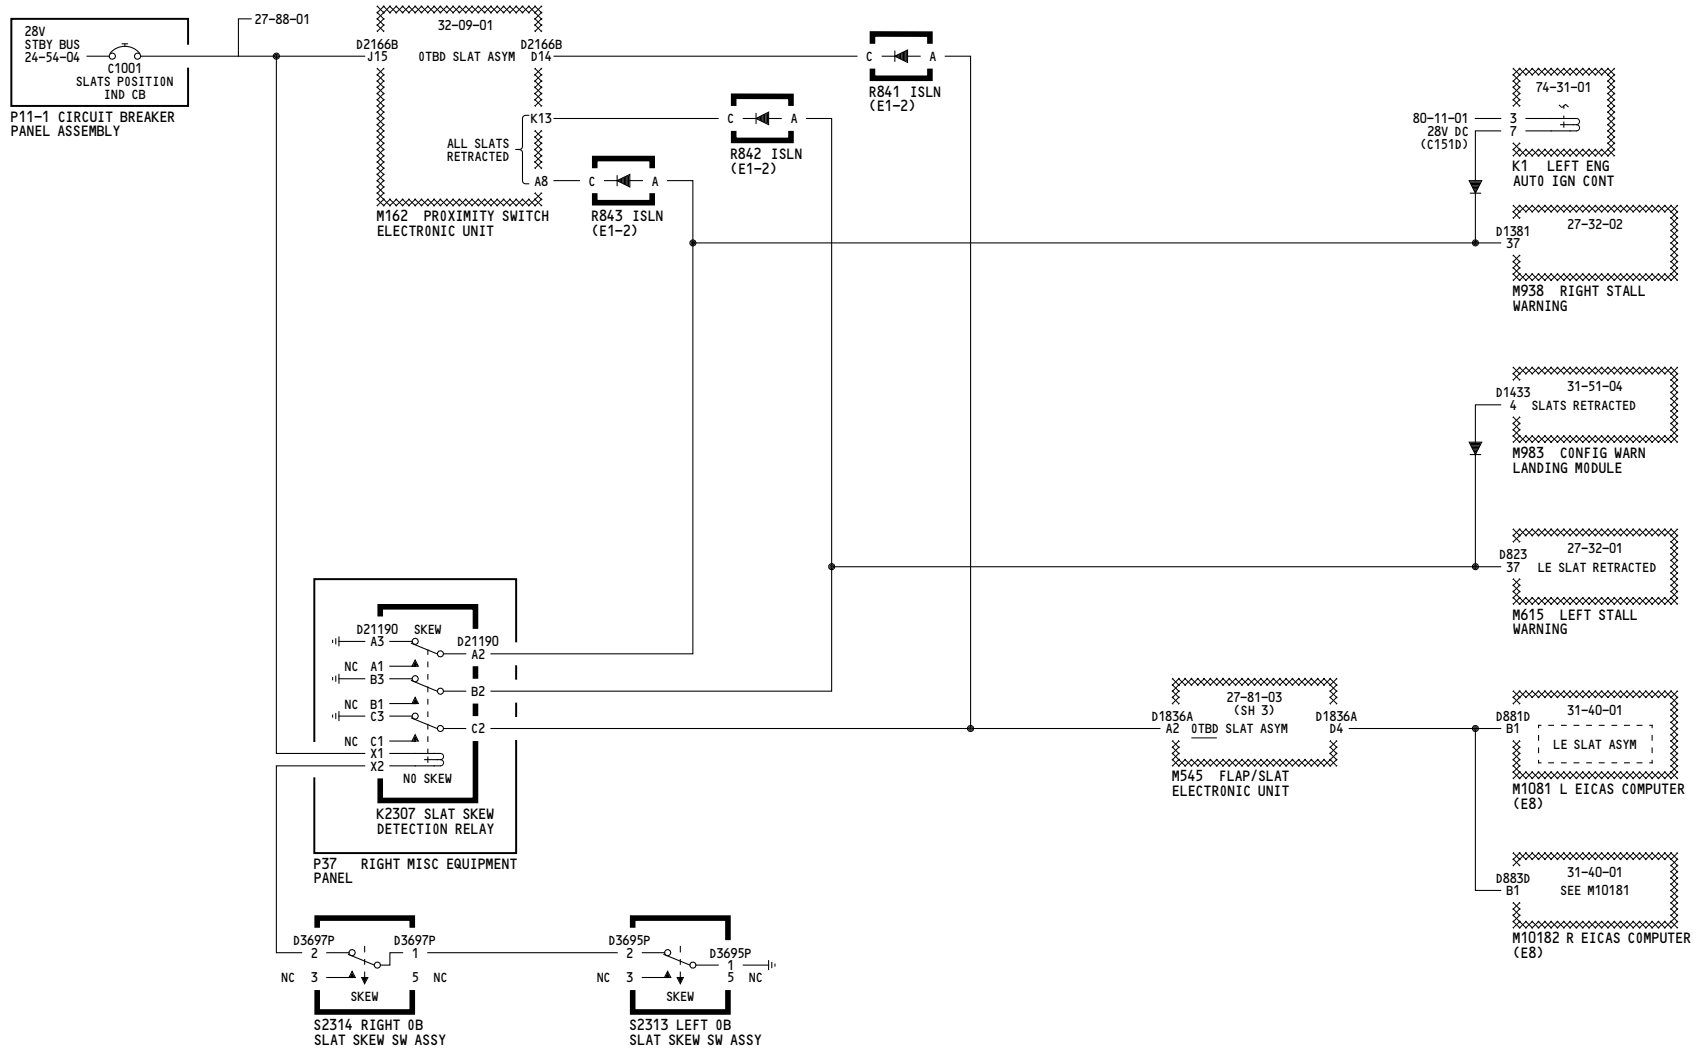 28V
STBY BUS
24-54-04
C1001
SLATS POSITION
IND CB
P11-1 CIRCUIT BREAKER
PANEL ASSEMBLY
27-88-01
32-09-01
D2166B
J15
OTBD SLAT ASYM
D2166B
D14
K13
ALL SLATS
RETRACTED
A8
M162 PROXIMITY SWITCH
ELECTRONIC UNIT
C A
R841 ISLN
(E1-2)
C A
R842 ISLN
(E1-2)
C A
R843 ISLN
(E1-2)
74-31-01
80-11-01
28V DC
(C151D)
3
7
K1 LEFT ENG
AUTO IGN CONT
27-32-02
D1381
37
M938 RIGHT STALL
WARNING
31-51-04
D1433
4 SLATS RETRACTED
M983 CONFIG WARN
LANDING MODULE
27-32-01
D823
37 LE SLAT RETRACTED
M615 LEFT STALL
WARNING
D2119O SKEW
A3
D2119O
A2
NC A1
B3
B2
NC B1
C3
C2
NC C1
X1
X2
NO SKEW
K2307 SLAT SKEW
DETECTION RELAY
P37 RIGHT MISC EQUIPMENT
PANEL
27-81-03
(SH 3)
D1836A
A2 OTBD SLAT ASYM
D1836A
D4
M545 FLAP/SLAT
ELECTRONIC UNIT
31-40-01
D881D
B1
LE SLAT ASYM
M1081 L EICAS COMPUTER
(E8)
31-40-01
D883D
B1 SEE M10181
M10182 R EICAS COMPUTER
(E8)
D3697P
2
D3697P
1
NC 3
5 NC
SKEW
S2314 RIGHT OB
SLAT SKEW SW ASSY
D3695P
2
D3695P
1
NC 3
5 NC
SKEW
S2313 LEFT OB
SLAT SKEW SW ASSY